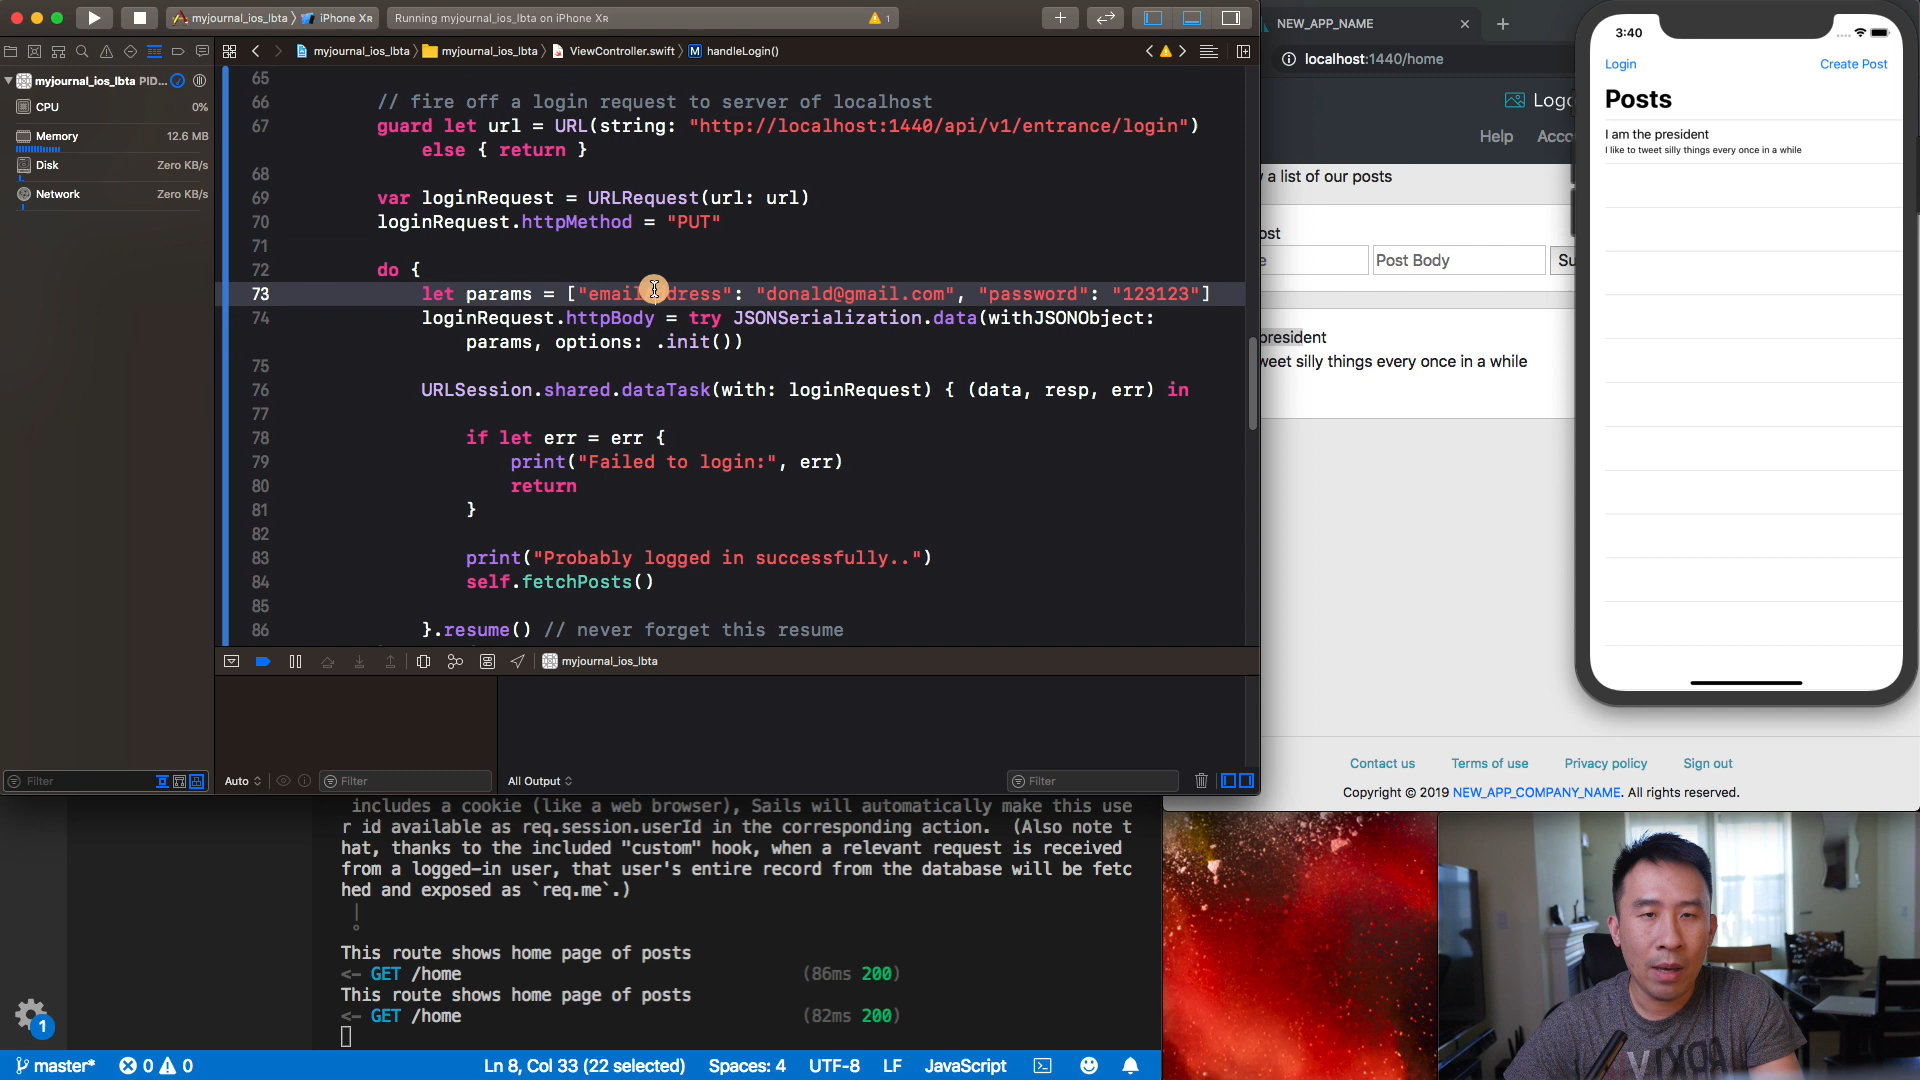 myjournal_ios_lbta
iPhone XR
Running myjournal_ios_lbta on iPhone XR
1
myjournal_ios_lbta
myjournal_ios_lbta
ViewController.swift
M handleLogin()
myjournal_ios_lbta PID...
CPU 0%
Memory 12.6 MB
Disk Zero KB/s
Network Zero KB/s
65
66 // fire off a login request to server of localhost
67 guard let url = URL(string: "http://localhost:1440/api/v1/entrance/login")
else { return }
68
69 var loginRequest = URLRequest(url: url)
70 loginRequest.httpMethod = "PUT"
71
72 do {
73 let params = ["emailAddress": "donald@gmail.com", "password": "123123"]
74 loginRequest.httpBody = try JSONSerialization.data(withJSONObject:
params, options: .init())
75
76 URLSession.shared.dataTask(with: loginRequest) { (data, resp, err) in
77
78 if let err = err {
79 print("Failed to login:", err)
80 return
81 }
82
83 print("Probably logged in successfully..")
84 self.fetchPosts()
85
86 }.resume() // never forget this resume
myjournal_ios_lbta
Filter
Auto
Filter
All Output
Filter
NEW_APP_NAME
localhost:1440/home
Help
a list of our posts
Post Body
president
tweet silly things every once in a while
Contact us
Terms of use
Privacy policy
Sign out
Copyright © 2019 NEW_APP_COMPANY_NAME. All rights reserved.
3:40
Login
Create Post
Posts
I am the president
I like to tweet silly things every once in a while
includes a cookie (like a web browser), Sails will automatically make this use
r id available as req.session.userId in the corresponding action. (Also note t
hat, thanks to the included "custom" hook, when a relevant request is received
from a logged-in user, that user's entire record from the database will be fetc
hed and exposed as `req.me`.)
This route shows home page of posts
<- GET /home (86ms 200)
This route shows home page of posts
<- GET /home (82ms 200)
1
master*
0
0
Ln 8, Col 33 (22 selected)
Spaces: 4
UTF-8
LF
JavaScript